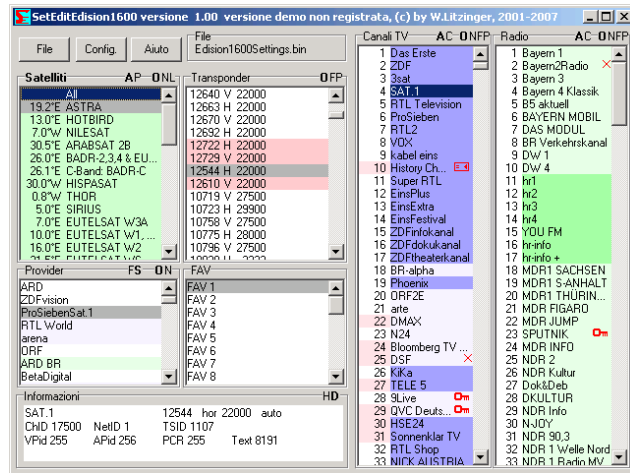 SetEditEdision1600 versione 1.00 versione demo non registrata, (c) by W.Litzinger, 2001-2007
File
Config.
Aiuto
File
Edision1600Settings.bin
Satelliti AP ONL
All
19.2°E ASTRA
13.0°E HOTBIRD
7.0°W NILESAT
30.5°E ARABSAT 2B
26.0°E BADR-2,3,4 & EU...
26.1°E C-Band: BADR-C
30.0°W HISPASAT
0.8°W THOR
5.0°E SIRIUS
7.0°E EUTELSAT W3A
10.0°E EUTELSAT W1, ...
16.0°E EUTELSAT W2
Transponder OFP
12640 V 22000
12663 H 22000
12670 V 22000
12692 H 22000
12722 H 22000
12729 V 22000
12544 H 22000
12610 V 22000
10719 V 27500
10723 H 29900
10758 V 27500
10775 H 28000
10796 V 27500
Provider FS ON
ARD
ZDFvision
ProSiebenSat.1
RTL World
arena
ORF
ARD BR
BetaDigital
FAV
FAV 1
FAV 2
FAV 3
FAV 4
FAV 5
FAV 6
FAV 7
FAV 8
Informazioni HD
SAT.1 12544 hor 22000 auto
ChID 17500 NetID 1 TSID 1107
VPid 255 APid 256 PCR 255 Text 8191
Canali TV AC ONFP
1 Das Erste
2 ZDF
3 3sat
4 SAT.1
5 RTL Television
6 ProSieben
7 RTL2
8 VOX
9 kabel eins
10 History Ch...
11 Super RTL
12 EinsPlus
13 EinsExtra
14 EinsFestival
15 ZDFinfokanal
16 ZDFdokukanal
17 ZDFtheaterkanal
18 BR-alpha
19 Phoenix
20 ORF2E
21 arte
22 DMAX
23 N24
24 Bloomberg TV ...
25 DSF
26 KiKa
27 TELE 5
28 9Live
29 QVC Deuts...
30 HSE24
31 Sonnenklar TV
32 RTL Shop
33 NICK AUSTRIA
Radio AC ONFP
1 Bayern 1
2 Bayern2Radio
3 Bayern 3
4 Bayern 4 Klassik
5 B5 aktuell
6 BAYERN MOBIL
7 DAS MODUL
8 BR Verkehrskanal
9 DW 1
10 DW 4
11 hr1
12 hr2
13 hr3
14 hr4
15 YOU FM
16 hr-info
17 hr-info +
18 MDR1 SACHSEN
19 MDR1 S-ANHALT
20 MDR1 THÜRIN...
21 MDR FIGARO
22 MDR JUMP
23 SPUTNIK
24 MDR INFO
25 NDR 2
26 NDR Kultur
27 Dok&Deb
28 DKULTUR
29 NDR Info
30 N-JOY
31 NDR 90,3
32 NDR 1 Welle Nord
33 NDR 1 Radio MV